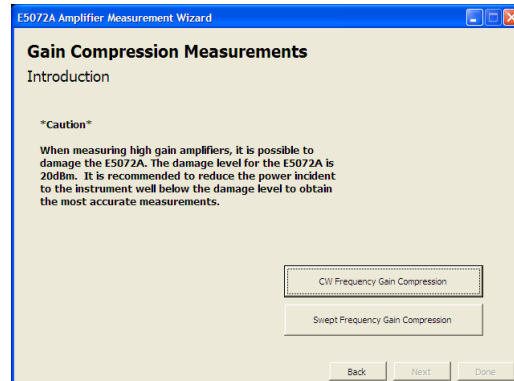 E5072A Amplifier Measurement Wizard
Gain Compression Measurements
Introduction
*Caution*
When measuring high gain amplifiers, it is possible to
damage the E5072A. The damage level for the E5072A is
20dBm. It is recommended to reduce the power incident
to the instrument well below the damage level to obtain
the most accurate measurements.
CW Frequency Gain Compression
Swept Frequency Gain Compression
Back Next Done